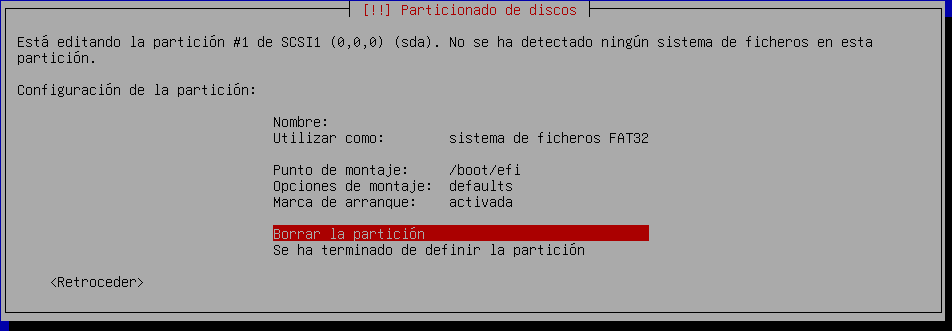 [!!] Particionado de discos
Está editando la partición #1 de SCSI1 (0,0,0) (sda). No se ha detectado ningún sistema de ficheros en esta
partición.
Configuración de la partición:
Nombre:
Utilizar como: sistema de ficheros FAT32
Punto de montaje: /boot/efi
Opciones de montaje: defaults
Marca de arranque: activada
Borrar la partición
Se ha terminado de definir la partición
<Retroceder>